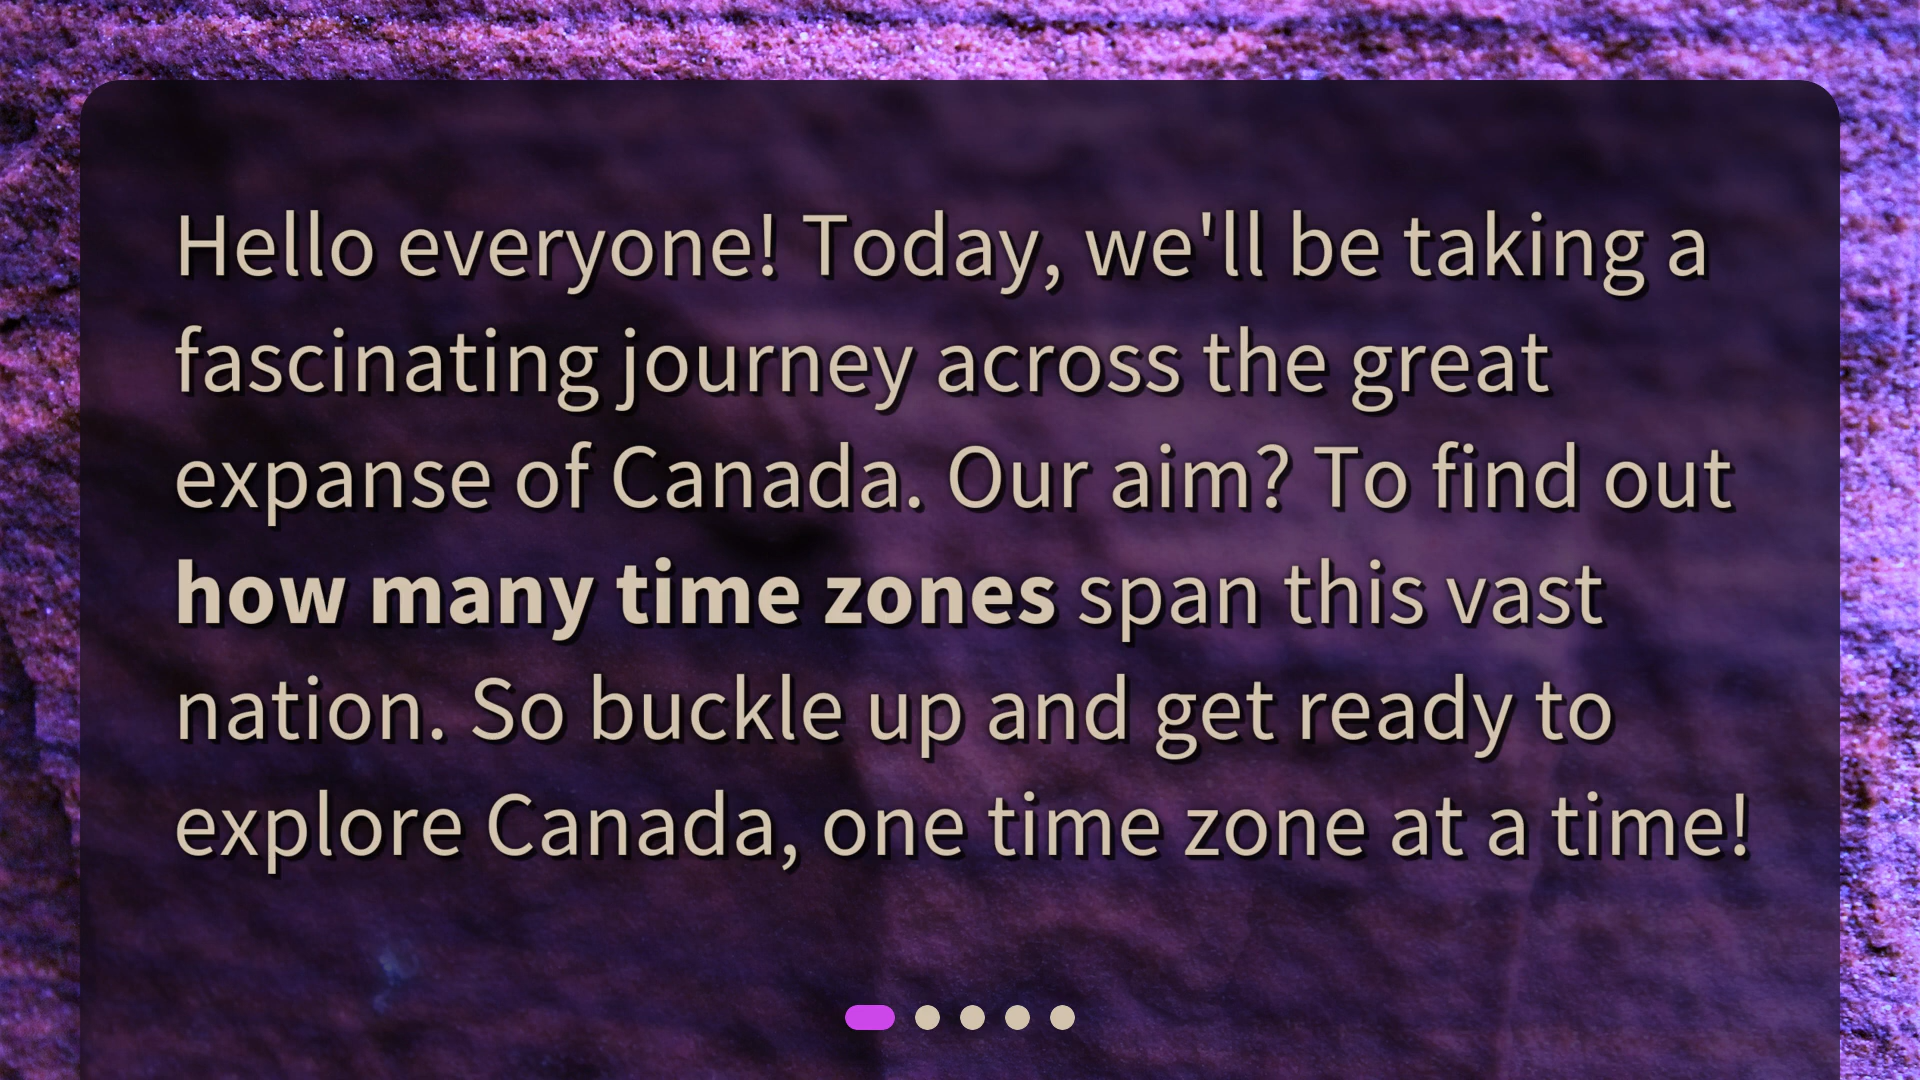 Hello everyone! Today, we'll be taking a
fascinating journey across the great
expanse of Canada. Our aim? To find out
how many time zones span this vast
nation. So buckle up and get ready to
explore Canada, one time zone at a time!